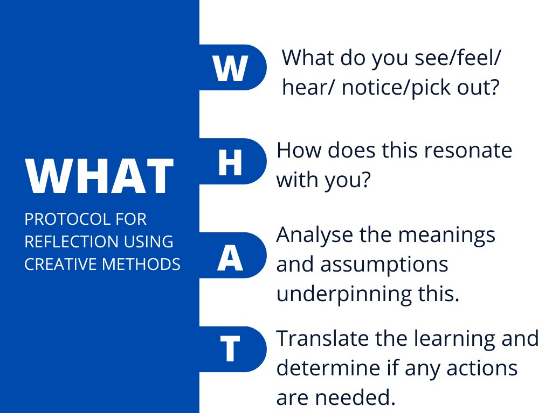 WHAT
PROTOCOL FOR
REFLECTION USING
CREATIVE METHODS
W
What do you see/feel/
hear/ notice/pick out?
H
How does this resonate
with you?
A
Analyse the meanings
and assumptions
underpinning this.
T
Translate the learning and
determine if any actions
are needed.